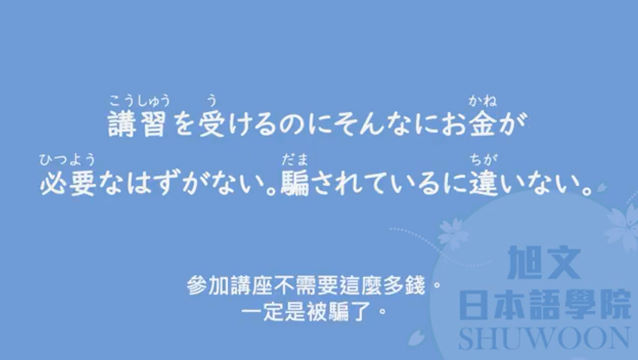 こうしゅう う かね
講習を受けるのにそんなにお金が
ひつよう だま ちが
必要なはずがない。騙されているに違いない。
參加講座不需要這麼多錢。
一定是被騙了。
旭文
日本語學院
SHUWOON